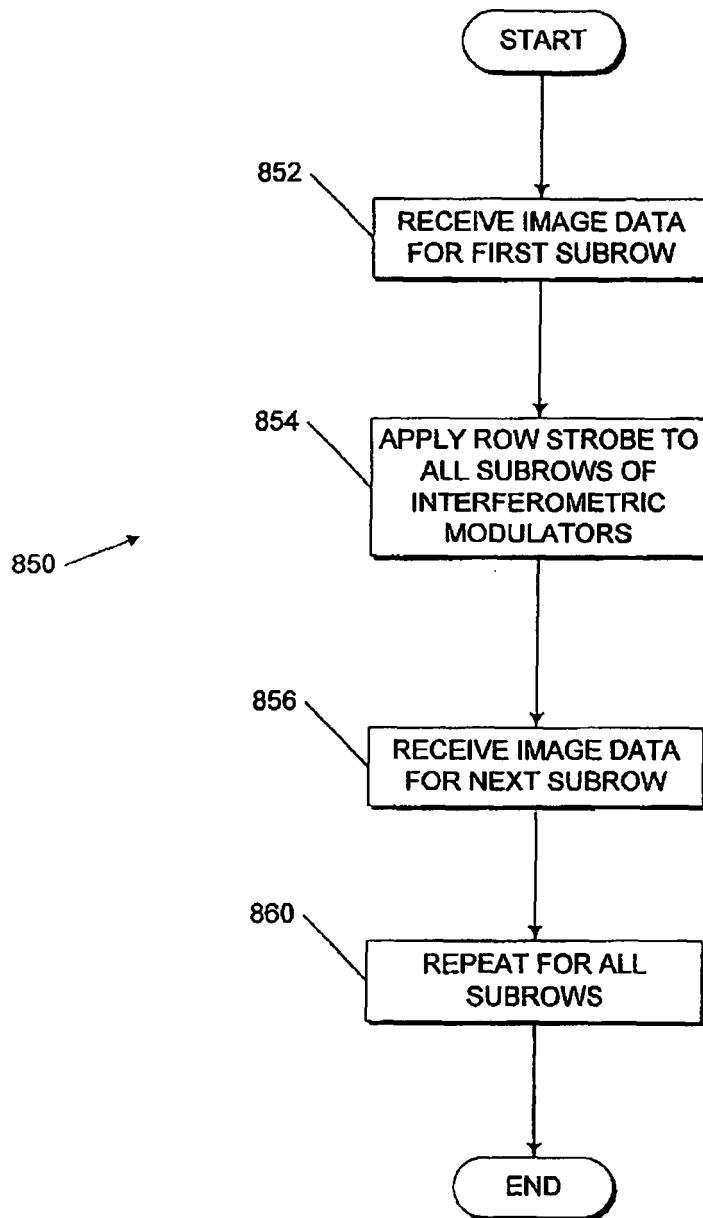 START
852
RECEIVE IMAGE DATA
FOR FIRST SUBROW
854
APPLY ROW STROBE TO
ALL SUBROWS OF
INTERFEROMETRIC
MODULATORS
850
856
RECEIVE IMAGE DATA
FOR NEXT SUBROW
860
REPEAT FOR ALL
SUBROWS
END